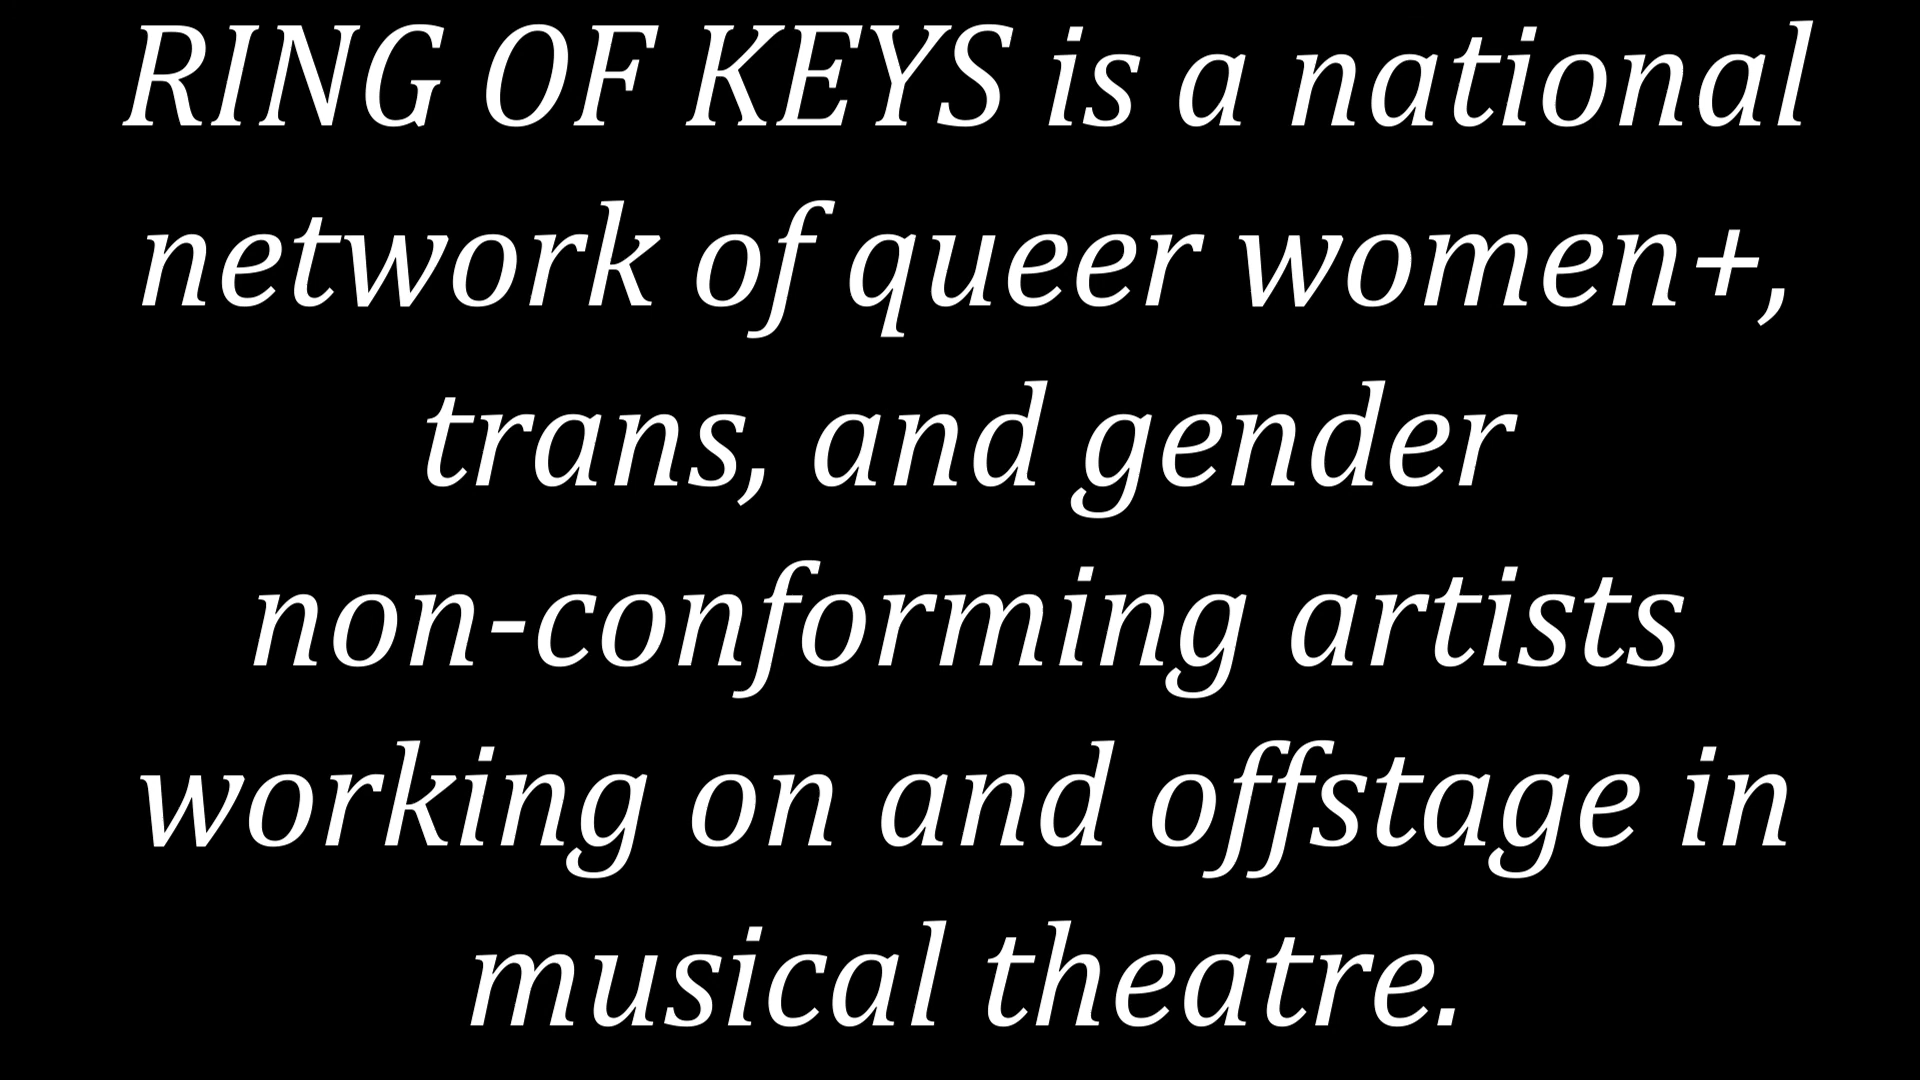 RING OF KEYS is a national
network of queer women+,
trans, and gender
non-conforming artists
working on and offstage in
musical theatre.